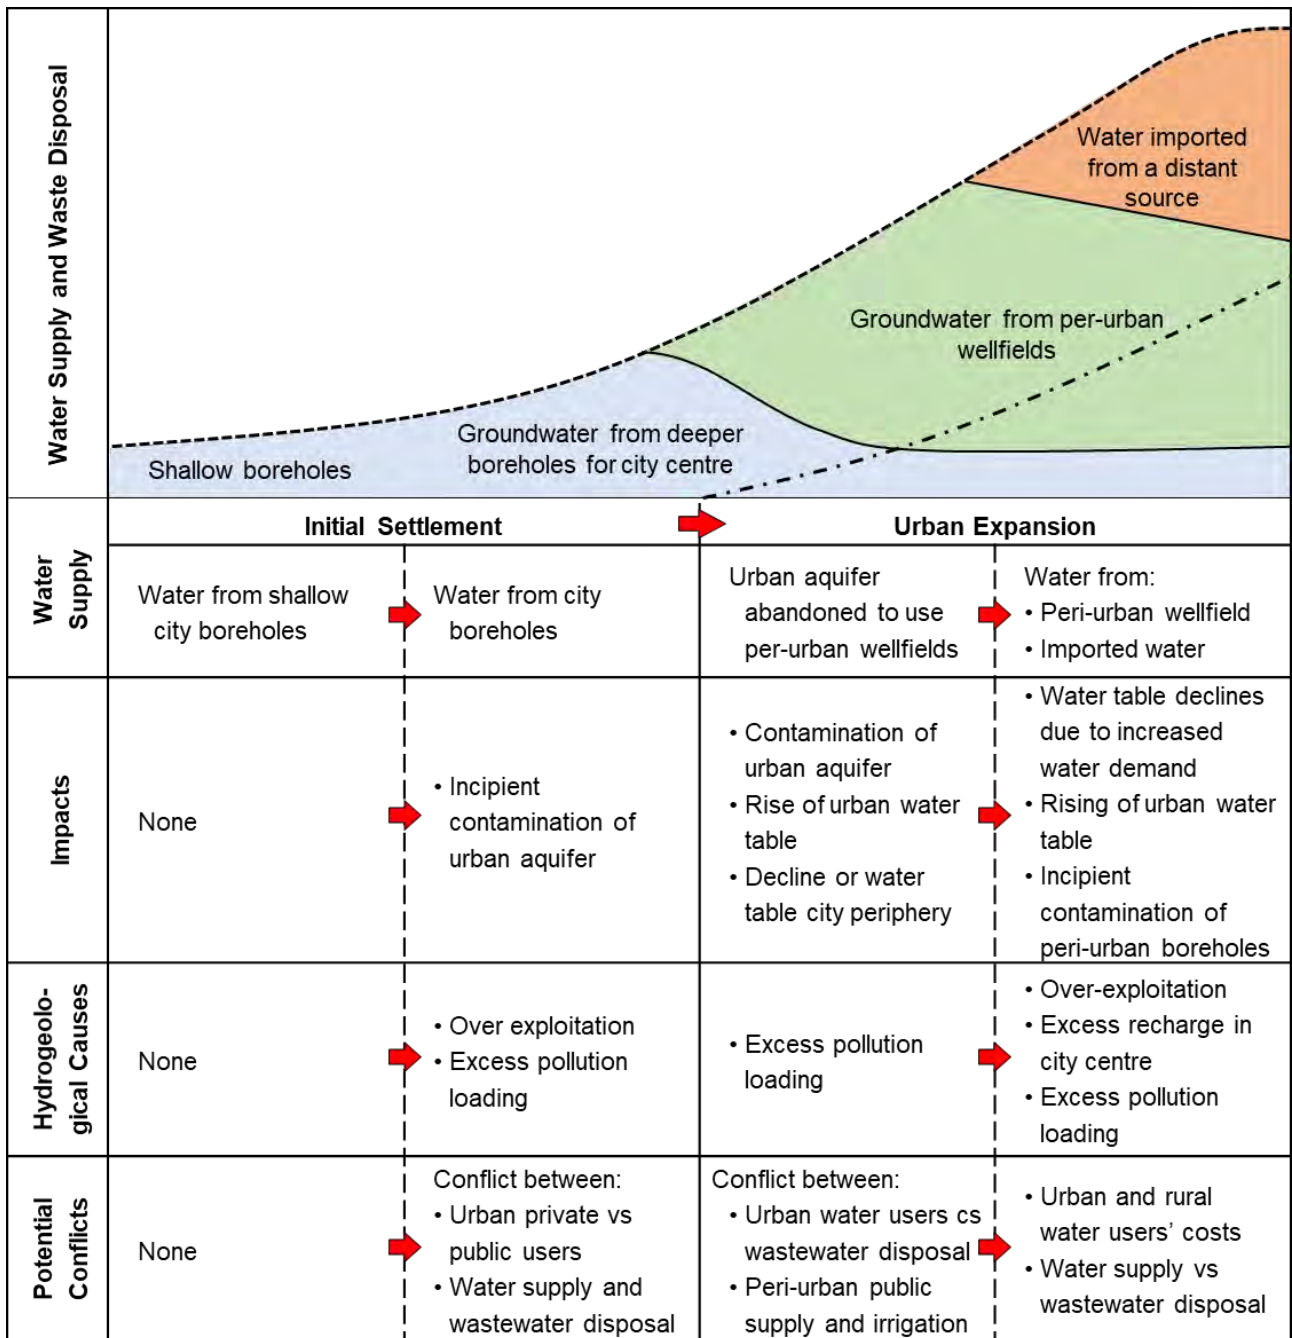 Water Supply and Waste Disposal
Water imported
from a distant
source
Groundwater from per-urban
wellfields
Groundwater from deeper
boreholes for city centre
Shallow boreholes
Initial Settlement
Urban Expansion
Water
Supply
Water from shallow
city boreholes
Water from city
boreholes
Urban aquifer
abandoned to use
per-urban wellfields
Water from:
• Peri-urban wellfield
• Imported water
Impacts
None
• Incipient
contamination of
urban aquifer
• Contamination of
urban aquifer
• Rise of urban water
table
• Decline or water
table city periphery
• Water table declines
due to increased
water demand
• Rising of urban water
table
• Incipient
contamination of
peri-urban boreholes
Hydrogeolo-
gical Causes
None
• Over exploitation
• Excess pollution
loading
• Excess pollution
loading
• Over-exploitation
• Excess recharge in
city centre
• Excess pollution
loading
Potential
Conflicts
None
Conflict between:
• Urban private vs
public users
• Water supply and
wastewater disposal
Conflict between:
• Urban water users cs
wastewater disposal
• Peri-urban public
supply and irrigation
• Urban and rural
water users' costs
• Water supply vs
wastewater disposal